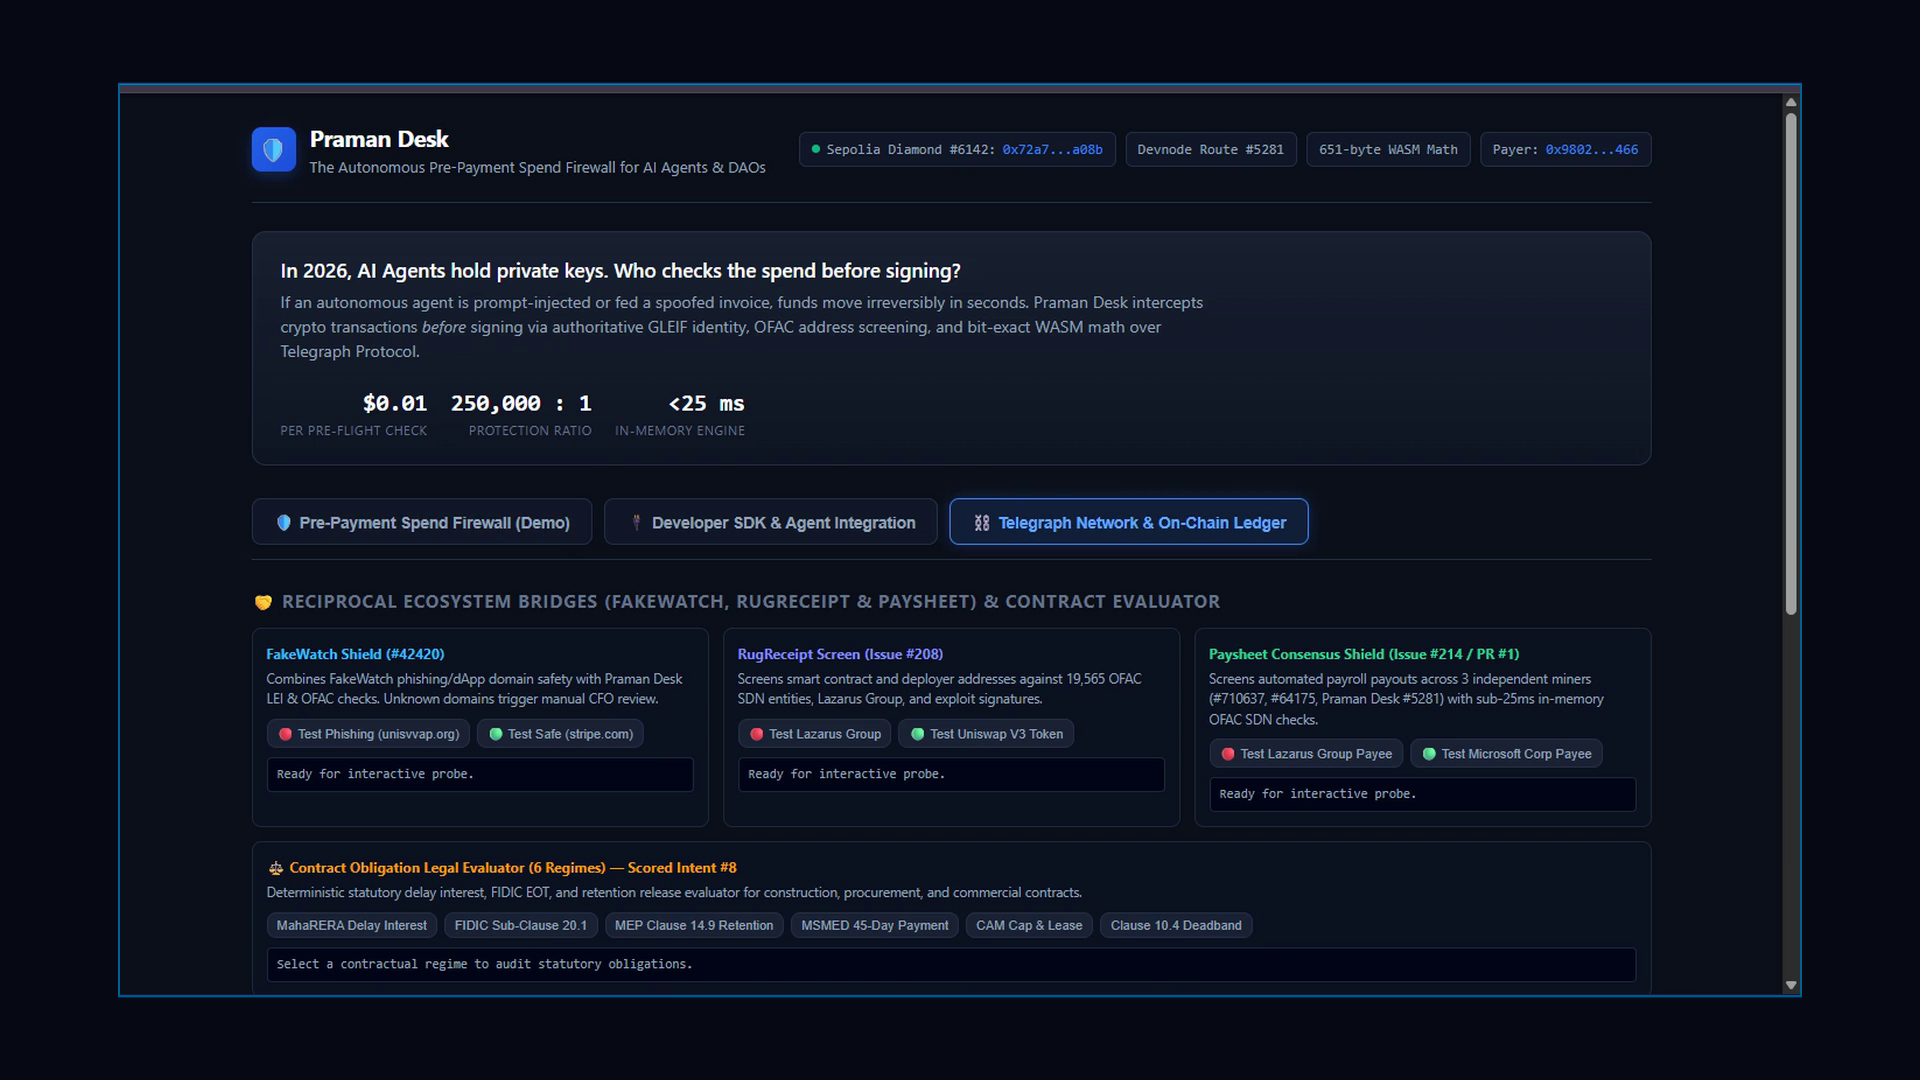 Praman Desk
The Autonomous Pre-Payment Spend Firewall for AI Agents & DAOs
Sepolia Diamond #6142: 0x72a7...a08b
Devnode Route #5281
651-byte WASM Math
Payer: 0x9802...466
In 2026, AI Agents hold private keys. Who checks the spend before signing?
If an autonomous agent is prompt-injected or fed a spoofed invoice, funds move irreversibly in seconds. Praman Desk intercepts
crypto transactions before signing via authoritative GLEIF identity, OFAC address screening, and bit-exact WASM math over
Telegraph Protocol.
$0.01
PER PRE-FLIGHT CHECK
250,000 : 1
PROTECTION RATIO
<25 ms
IN-MEMORY ENGINE
Pre-Payment Spend Firewall (Demo)
Developer SDK & Agent Integration
Telegraph Network & On-Chain Ledger
RECIPROCAL ECOSYSTEM BRIDGES (FAKEWATCH, RUGRECEIPT & PAYSHEET) & CONTRACT EVALUATOR
FakeWatch Shield (#42420)
Combines FakeWatch phishing/dApp domain safety with Praman Desk
LEI & OFAC checks. Unknown domains trigger manual CFO review.
Test Phishing (unisvvap.org)
Test Safe (stripe.com)
Ready for interactive probe.
RugReceipt Screen (Issue #208)
Screens smart contract and deployer addresses against 19,565 OFAC
SDN entities, Lazarus Group, and exploit signatures.
Test Lazarus Group
Test Uniswap V3 Token
Ready for interactive probe.
Paysheet Consensus Shield (Issue #214 / PR #1)
Screens automated payroll payouts across 3 independent miners
(#710637, #64175, Praman Desk #5281) with sub-25ms in-memory
OFAC SDN checks.
Test Lazarus Group Payee
Test Microsoft Corp Payee
Ready for interactive probe.
Contract Obligation Legal Evaluator (6 Regimes) — Scored Intent #8
Deterministic statutory delay interest, FIDIC EOT, and retention release evaluator for construction, procurement, and commercial contracts.
MahaRERA Delay Interest
FIDIC Sub-Clause 20.1
MEP Clause 14.9 Retention
MSMED 45-Day Payment
CAM Cap & Lease
Clause 10.4 Deadband
Select a contractual regime to audit statutory obligations.